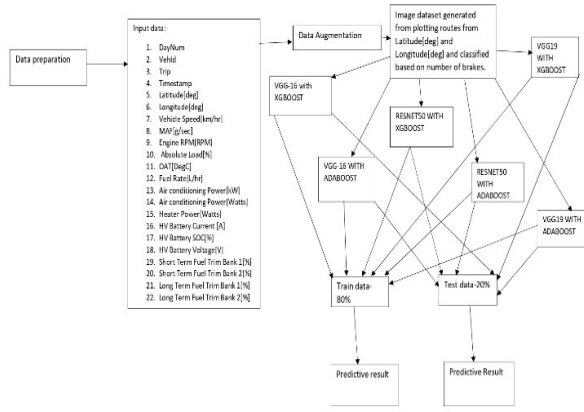 Data preparation
Input data:
1. DayNum
2. VehId
3. Trip
4. Timestamp
5. Latitude[deg]
6. Longitude[deg]
7. Vehicle Speed[km/hr]
8. MAF[g/sec]
9. Engine RPM[RPM]
10. Absolute Load[%]
11. OAT[DegC]
12. Fuel Rate[L/hr]
13. Air conditioning Power[kW]
14. Air conditioning Power[Watts]
15. Heater Power[Watts]
16. HV Battery Current [A]
17. HV Battery SOC[%]
18. HV Battery Voltage[V]
19. Short Term Fuel Trim Bank 1[%]
20. Short Term Fuel Trim Bank 2[%]
21. Long Term Fuel Trim Bank 1[%]
22. Long Term Fuel Trim Bank 2[%]
Data Augmentation
Image dataset generated
from plotting routes from
Latitude[deg] and
Longitude[deg] and classified
based on number of brakes.
VGG19
WITH
XGBOOST
VGG-16 with
XGBOOST
RESNET50 WITH
XGBOOST
VGG-16 WITH
ADABOOST
RESNET50
WITH
ADABOOST
VGG19 WITH
ADABOOST
Train data-
80%
Test data-20%
Predictive result
Predictive Result